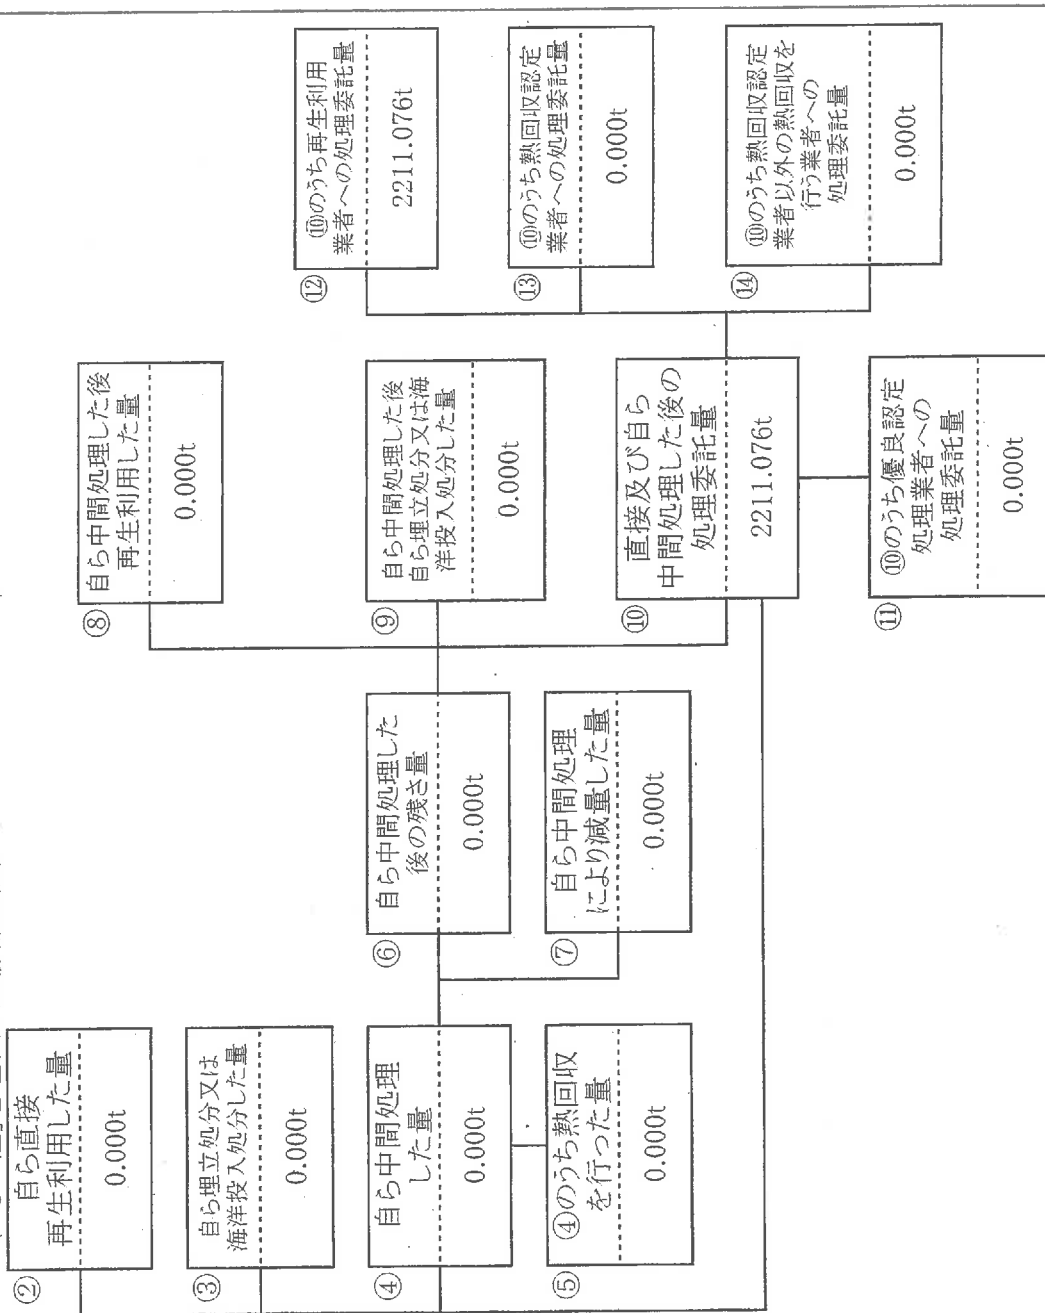 ②
自ら直接
再生利用した量
0.000t
③
自ら埋立処分又は
海洋投入処分した量
0.000t
④
自ら中間処理
した量
0.000t
⑤
④のうち熱回収
を行った量
0.000t
⑥
自ら中間処理した
後の残さ量
0.000t
⑦
自ら中間処理
により減量した量
0.000t
⑧
自ら中間処理した後
再生利用した量
0.000t
⑨
自ら中間処理した後
自ら埋立処分又は海
洋投入処分した量
0.000t
⑩
直接及び自ら
中間処理した後の
処理委託量
2211.076t
⑪
⑩のうち優良認定
処理業者への
処理委託量
0.000t
⑫
⑩のうち再生利用
業者への処理委託量
2211.076t
⑬
⑩のうち熱回収認定
業者への処理委託量
0.000t
⑭
⑩のうち熱回収認定
業者以外の熱回収を
行う業者への
処理委託量
0.000t